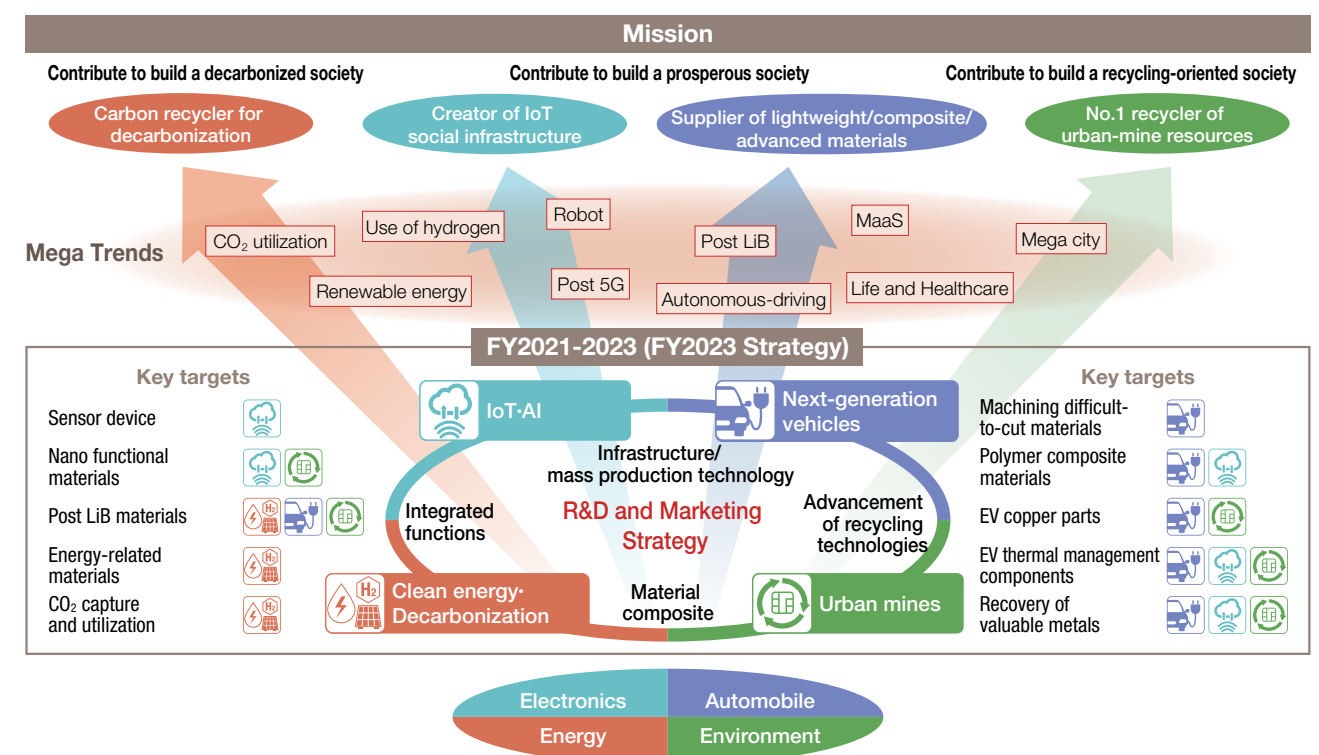 Mission
Contribute to build a decarbonized society
Contribute to build a prosperous society
Contribute to build a recycling-oriented society
Carbon recycler for
decarbonization
Creator of IoT
social infrastructure
Supplier of lightweight/composite/
advanced materials
No.1 recycler of
urban-mine resources
Mega Trends
CO₂ utilization
Use of hydrogen
Robot
Post LiB
MaaS
Mega city
Renewable energy
Post 5G
Autonomous-driving
Life and Healthcare
FY2021-2023 (FY2023 Strategy)
Key targets
Sensor device
Nano functional
materials
Post LiB materials
H2
Energy-related
materials
H2
CO₂ capture
and utilization
H2
IoT·AI
Next-generation
vehicles
Infrastructure/
mass production technology
Integrated
functions
R&D and Marketing
Strategy
Advancement
of recycling
technologies
H2
Clean energy·
Decarbonization
Material
composite
Urban mines
Key targets
Machining difficult-
to-cut materials
Polymer composite
materials
EV copper parts
EV thermal management
components
Recovery of
valuable metals
Electronics
Automobile
Energy
Environment